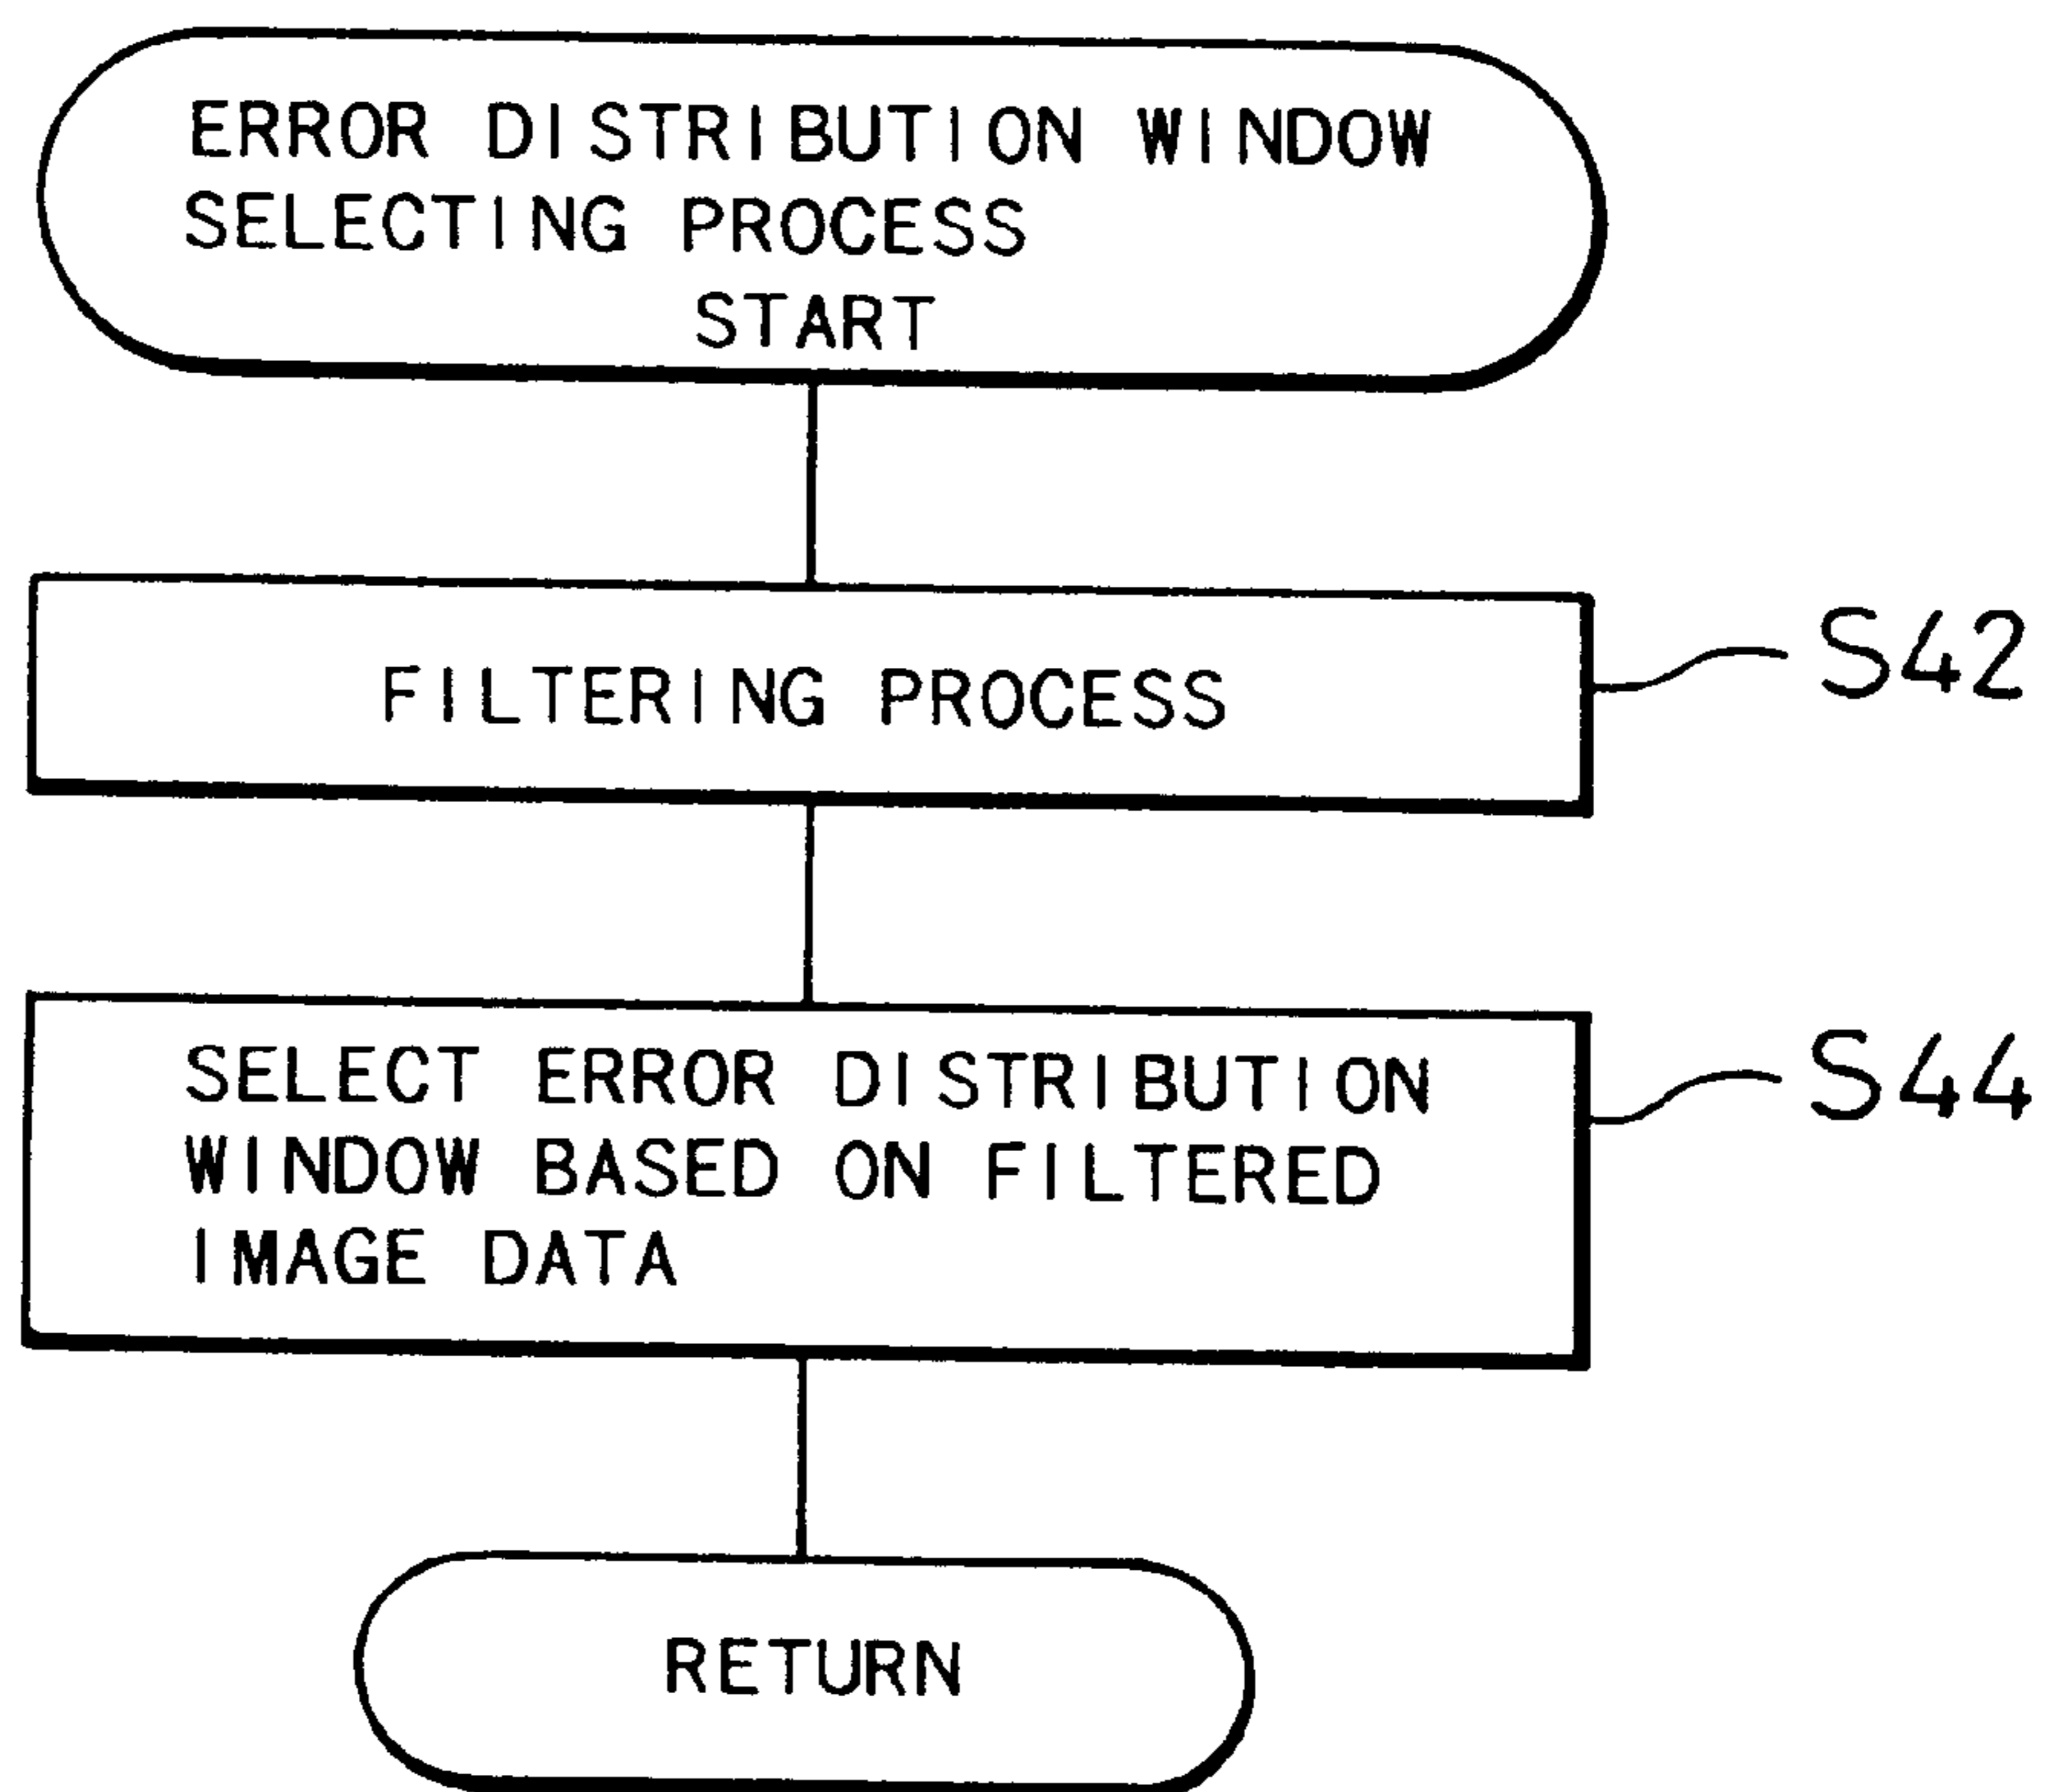 ERROR DISTRIBUTION WINDOW
SELECTING PROCESS
START
FILTERING PROCESS
S42
SELECT ERROR DISTRIBUTION
WINDOW BASED ON FILTERED
IMAGE DATA
S44
RETURN